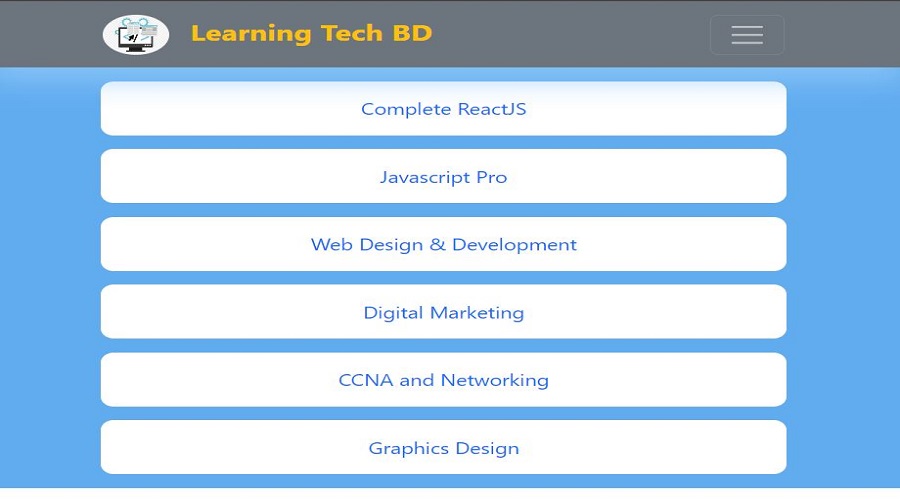 Learning Tech BD
Complete ReactJS
Javascript Pro
Web Design & Development
Digital Marketing
CCNA and Networking
Graphics Design